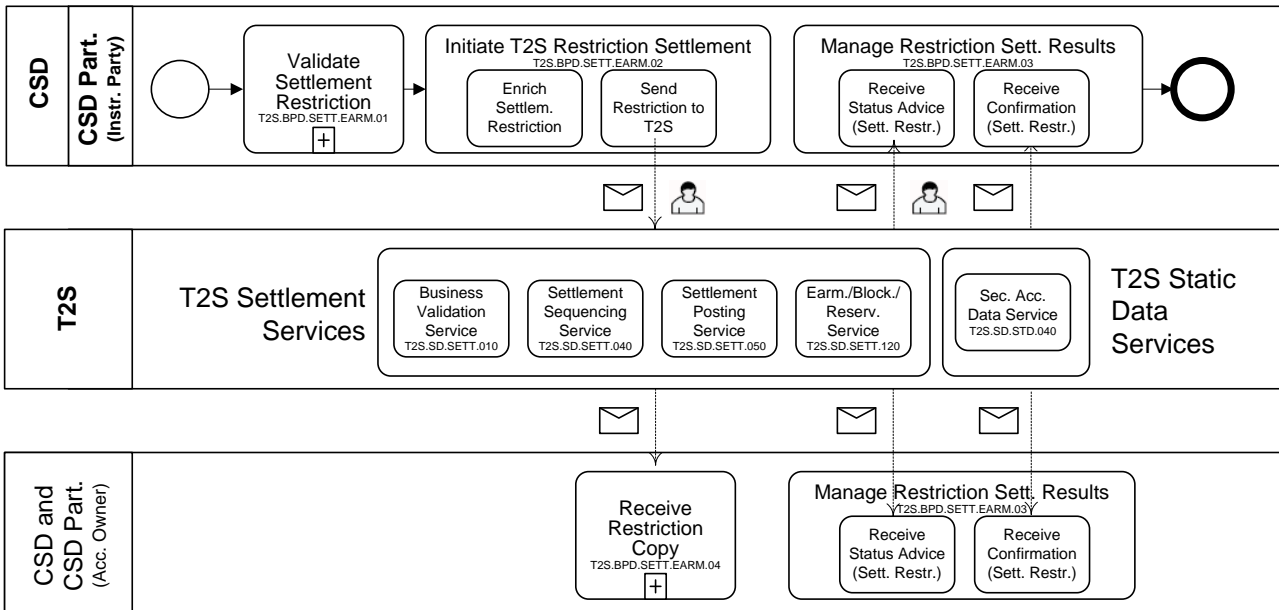 CSD
CSD Part.
(Instr. Party)
Validate
Settlement
Restriction
T2S.BPD.SETT.EARM.01
+
Initiate T2S Restriction Settlement
T2S.BPD.SETT.EARM.02
Enrich
Settlem.
Restriction
Send
Restriction to
T2S
Manage Restriction Sett. Results
T2S.BPD.SETT.EARM.03
Receive
Status Advice
(Sett. Restr.)
Receive
Confirmation
(Sett. Restr.)
T2S
T2S Settlement
Services
Business
Validation
Service
T2S.SD.SETT.010
Settlement
Sequencing
Service
T2S.SD.SETT.040
Settlement
Posting
Service
T2S.SD.SETT.050
Earm./Block./
Reserv.
Service
T2S.SD.SETT.120
Sec. Acc.
Data Service
T2S.SD.STD.040
T2S Static
Data
Services
CSD and
CSD Part.
(Acc. Owner)
Receive
Restriction
Copy
T2S.BPD.SETT.EARM.04
+
Manage Restriction Sett. Results
T2S.BPD.SETT.EARM.03
Receive
Status Advice
(Sett. Restr.)
Receive
Confirmation
(Sett. Restr.)